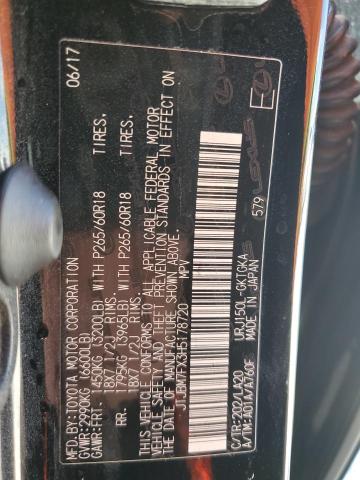 MFD. BY: TOYOTA MOTOR CORPORATION 06/17
GVWR: 2990KG (6600LB)
GAWR: FRT. 1450KG (3200LB) WITH P265/60R18 TIRES.
18X7 1/2J RIMS.
RR. 1795KG (3965LB) WITH P265/60R18 TIRES.
18X7 1/2J RIMS.
THIS VEHICLE CONFORMS TO ALL APPLICABLE FEDERAL MOTOR
VEHICLE SAFETY, BUMPER, AND THEFT PREVENTION STANDARDS IN EFFECT ON
THE DATE OF MANUFACTURE SHOWN ABOVE.
JTJBM7FX3H5178720 MPV
C/TR: 202/LA20 URJ150L-GKTGKA
A/TM: A01A/A760F MADE IN JAPAN
579
LEXUS